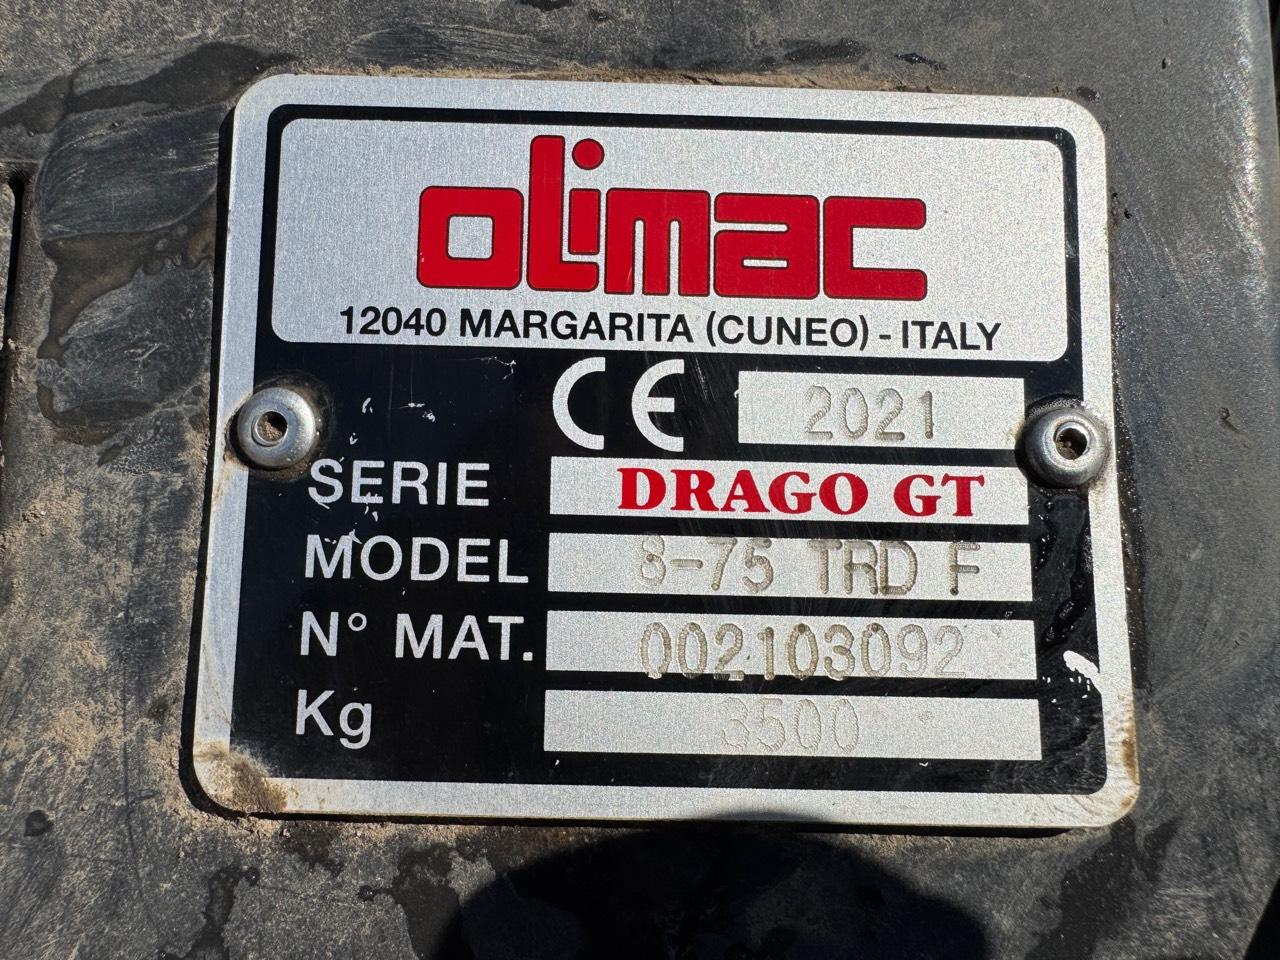 OLIMAC
12040 MARGARITA (CUNEO) - ITALY
CE 2021
SERIE DRAGO GT
MODEL 8-75 TRD F
N° MAT. 002103092
Kg 3500